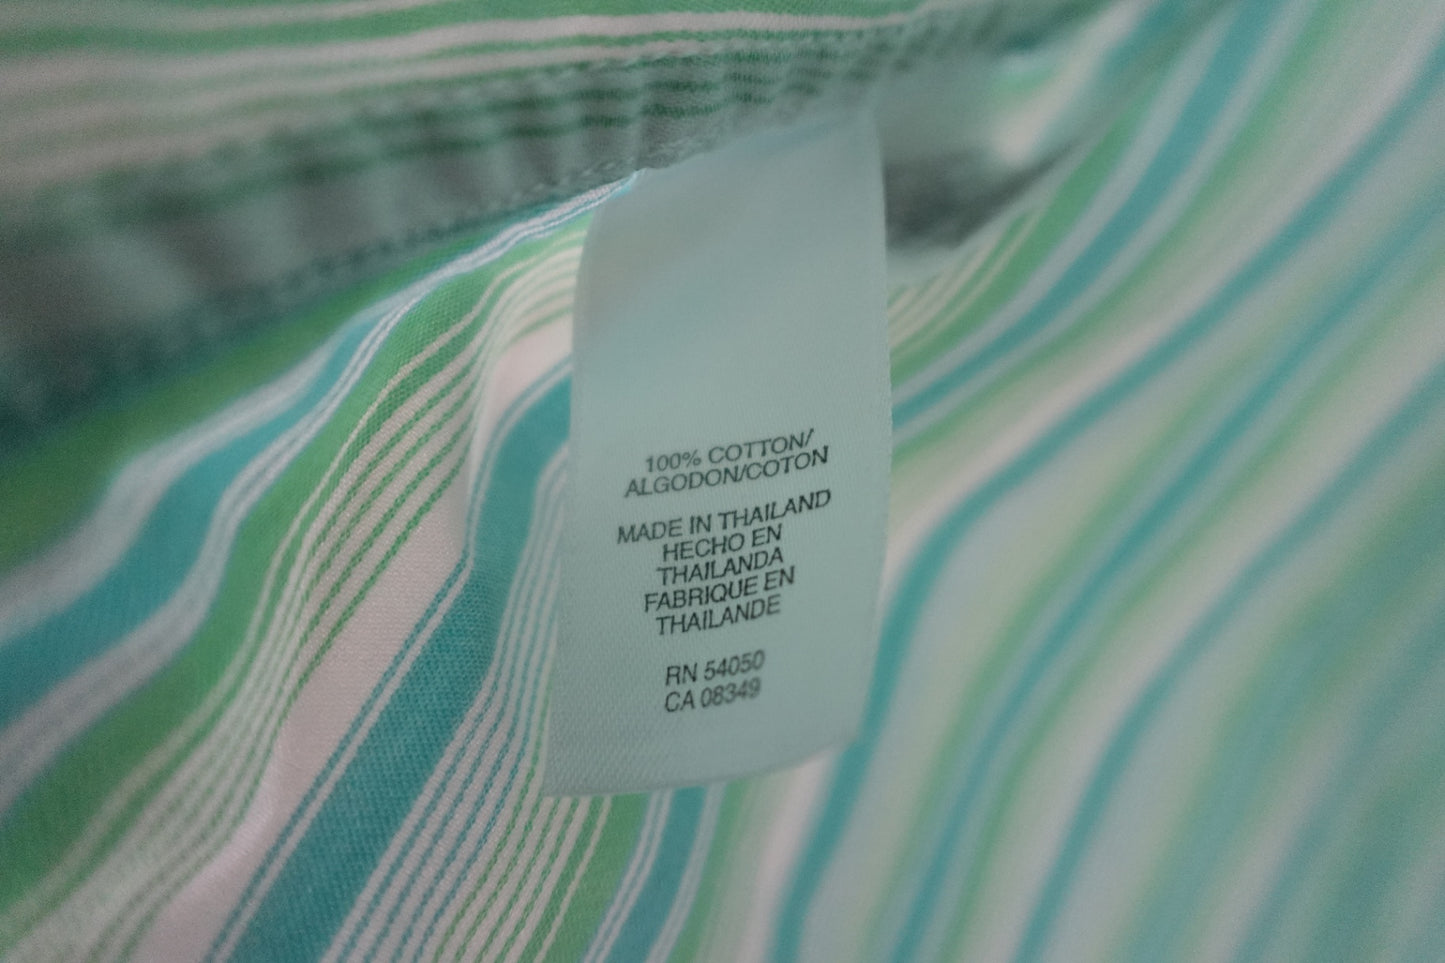 100% COTTON/
ALGODON/COTON
MADE IN THAILAND
HECHO EN
THAILANDA
FABRIQUE EN
THAILANDE
RN 54050
CA 08349